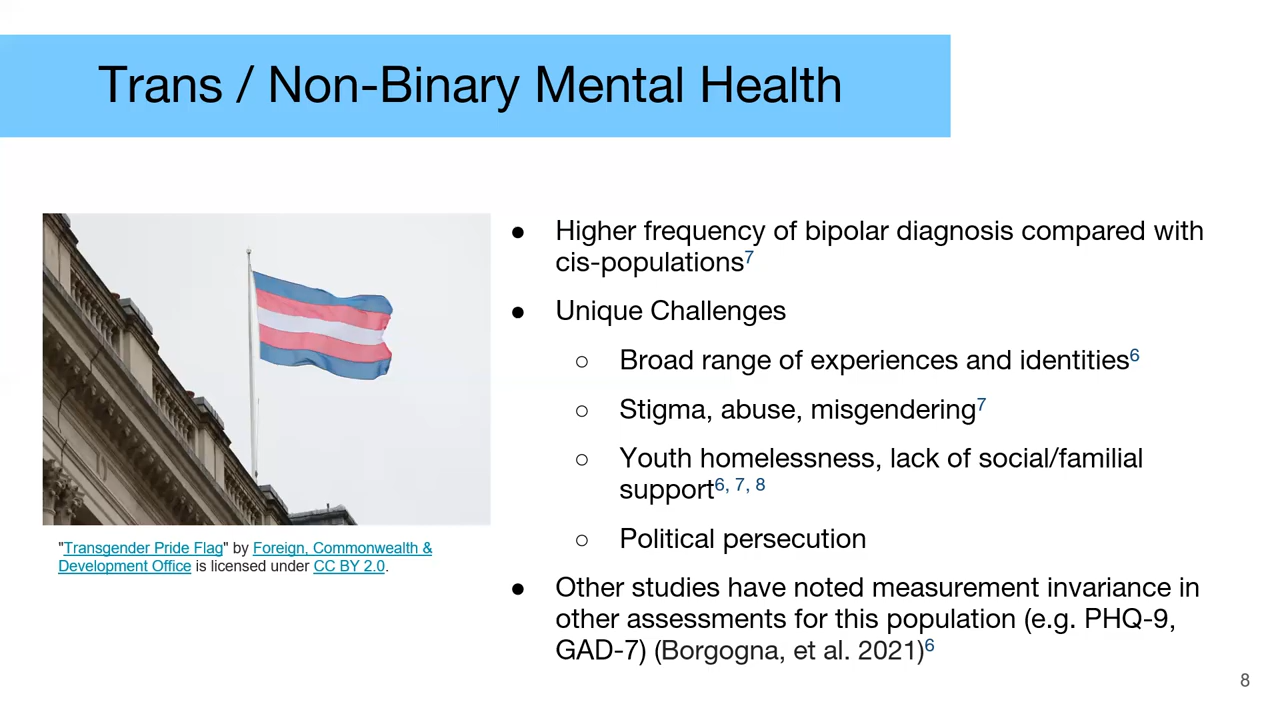 Trans / Non-Binary Mental Health
"Transgender Pride Flag" by Foreign, Commonwealth &
Development Office is licensed under CC BY 2.0.
● Higher frequency of bipolar diagnosis compared with
cis-populations7
● Unique Challenges
○ Broad range of experiences and identities6
○ Stigma, abuse, misgendering7
○ Youth homelessness, lack of social/familial
support6, 7, 8
○ Political persecution
● Other studies have noted measurement invariance in
other assessments for this population (e.g. PHQ-9,
GAD-7) (Borgogna, et al. 2021)6
8